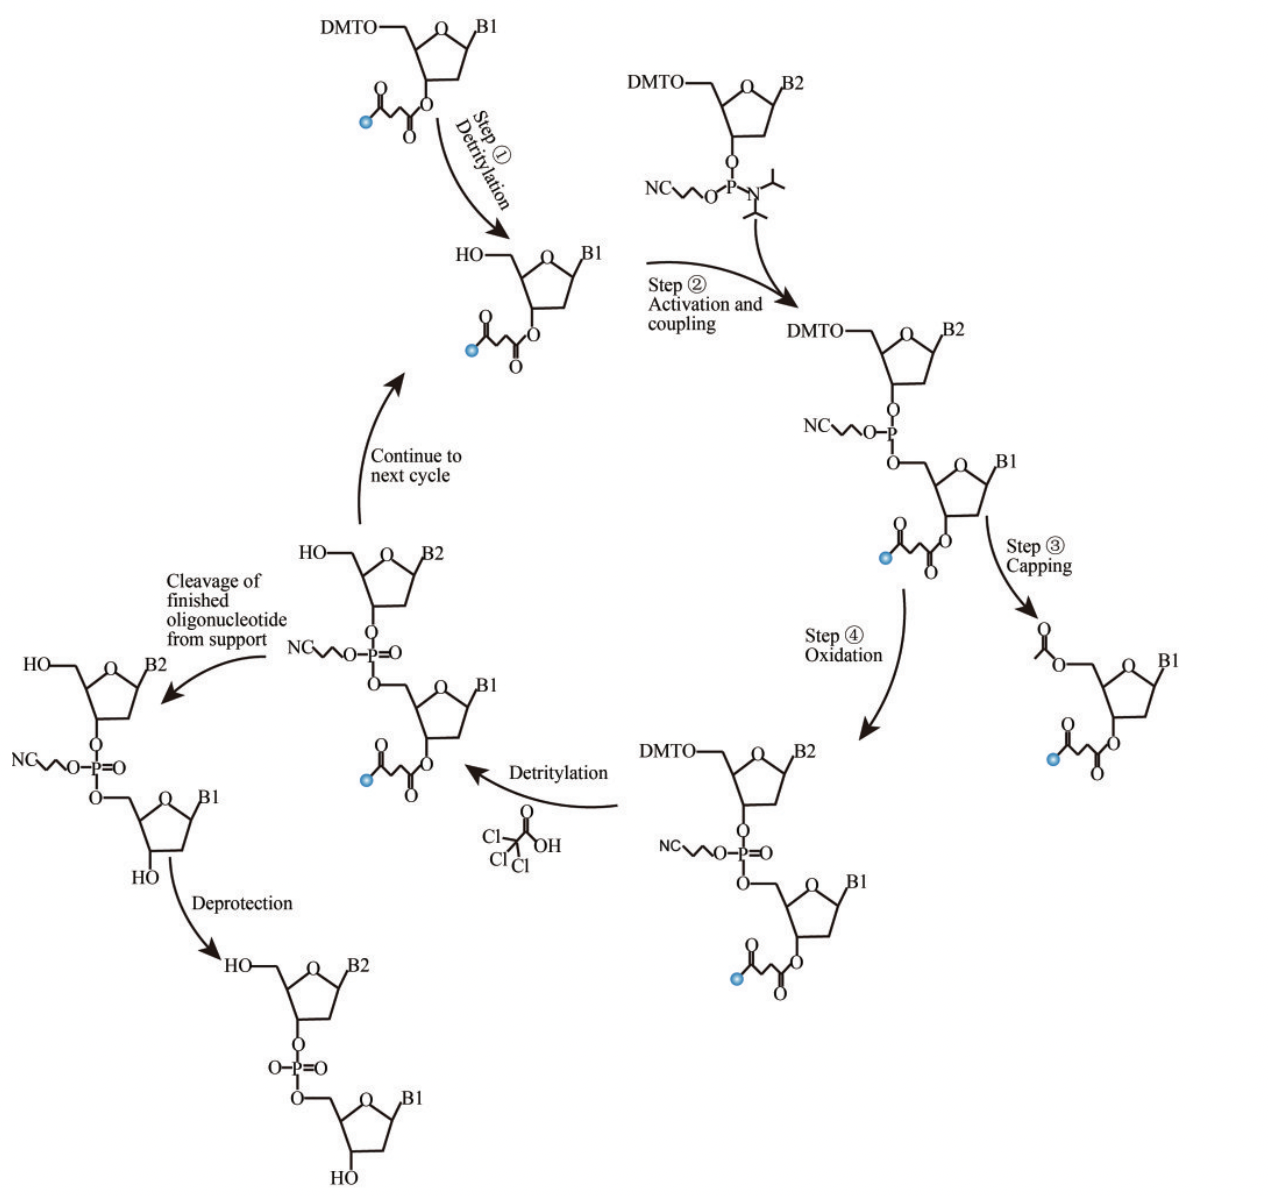 DMTO
O
B1
O
O
O
Step ①
Detritylation
DMTO
O
B2
O
NC
O
P
N
HO
O
B1
O
O
O
Step ②
Activation and
coupling
DMTO
O
B2
O
NC
O
P
O
O
B1
O
O
O
Step ③
Capping
O
O
O
B1
O
O
O
Step ④
Oxidation
DMTO
O
B2
O
NC
O
P=O
O
O
B1
O
O
O
Detritylation
O
Cl
OH
Cl
Cl
HO
O
B2
O
NC
O
P=O
O
O
B1
O
O
O
Continue to
next cycle
Cleavage of
finished
oligonucleotide
from support
HO
O
B2
O
NC
O
P=O
O
O
B1
HO
Deprotection
HO
O
B2
O
O-P=O
O
O
B1
HO